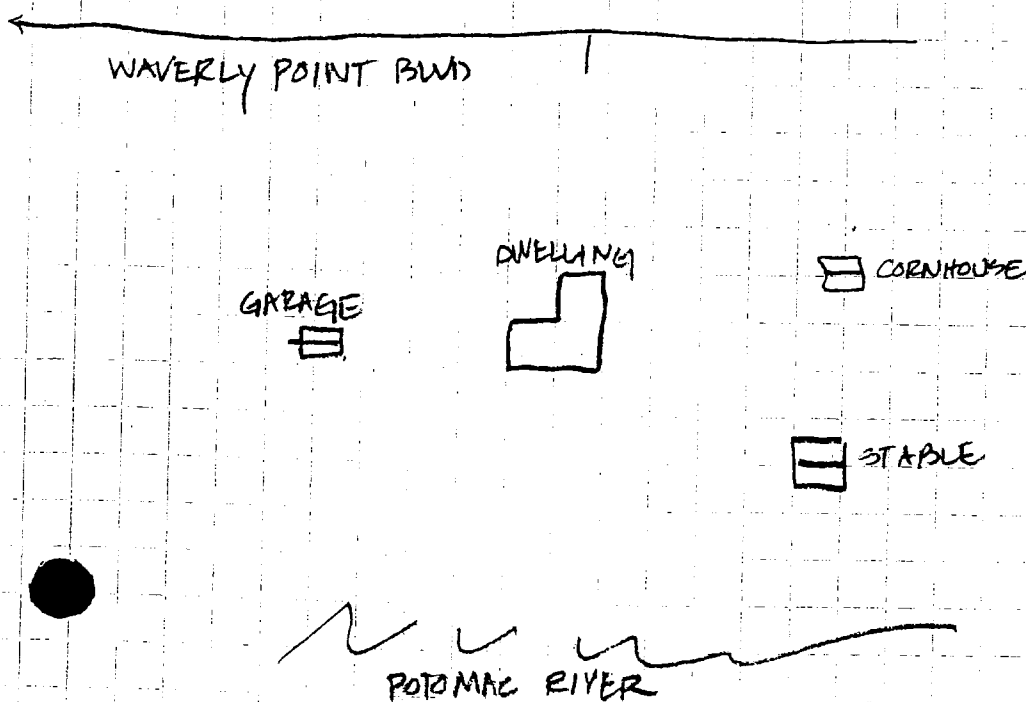 WAVERLY POINT BLVD
DWELLING
CORNHOUSE
GARAGE
STABLE
POTOMAC RIVER